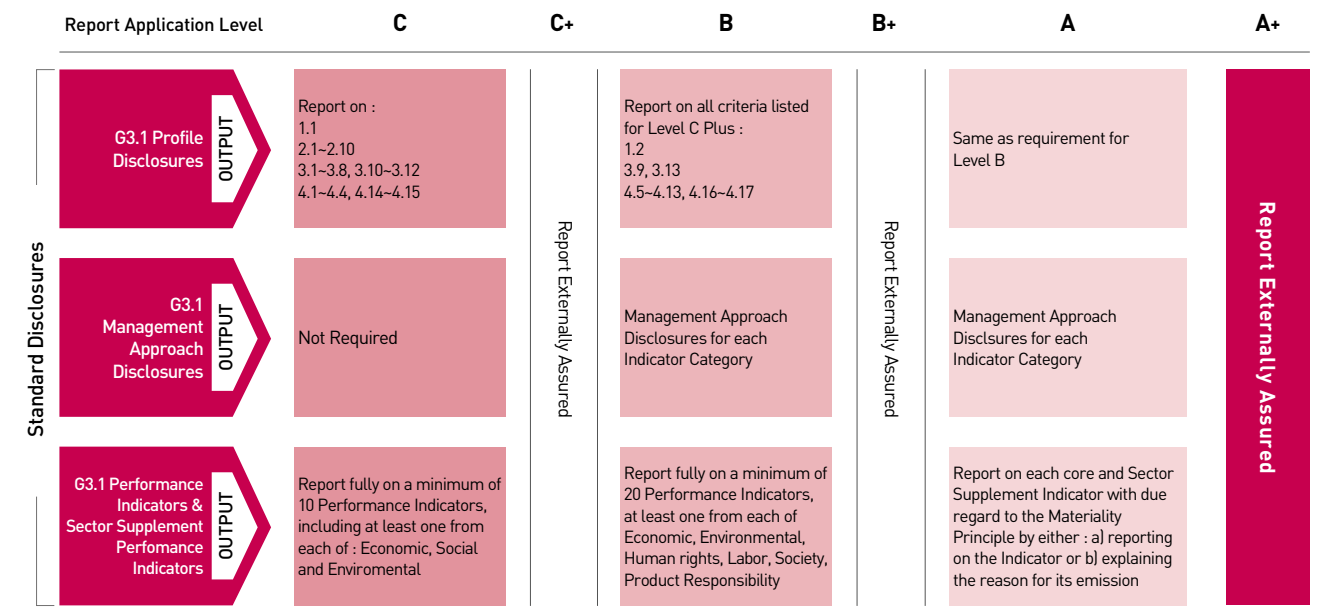 Report Application Level
C
C+
B
B+
A
A+
Standard Disclosures
G3.1 Profile
Disclosures
OUTPUT
Report on :
1.1
2.1~2.10
3.1~3.8, 3.10~3.12
4.1~4.4, 4.14~4.15
Report Externally Assured
Report on all criteria listed
for Level C Plus :
1.2
3.9, 3.13
4.5~4.13, 4.16~4.17
Report Externally Assured
Same as requirement for
Level B
Report Externally Assured
G3.1
Management
Approach
Disclosures
OUTPUT
Not Required
Management Approach
Disclosures for each
Indicator Category
Management Approach
Disclsures for each
Indicator Category
G3.1 Performance
Indicators &
Sector Supplement
Perfomance
Indicators
OUTPUT
Report fully on a minimum of
10 Performance Indicators,
including at least one from
each of : Economic, Social
and Enviromental
Report fully on a minimum of
20 Performance Indicators,
at least one from each of
Economic, Environmental,
Human rights, Labor, Society,
Product Responsibility
Report on each core and Sector
Supplement Indicator with due
regard to the Materiality
Principle by either : a) reporting
on the Indicator or b) explaining
the reason for its emission